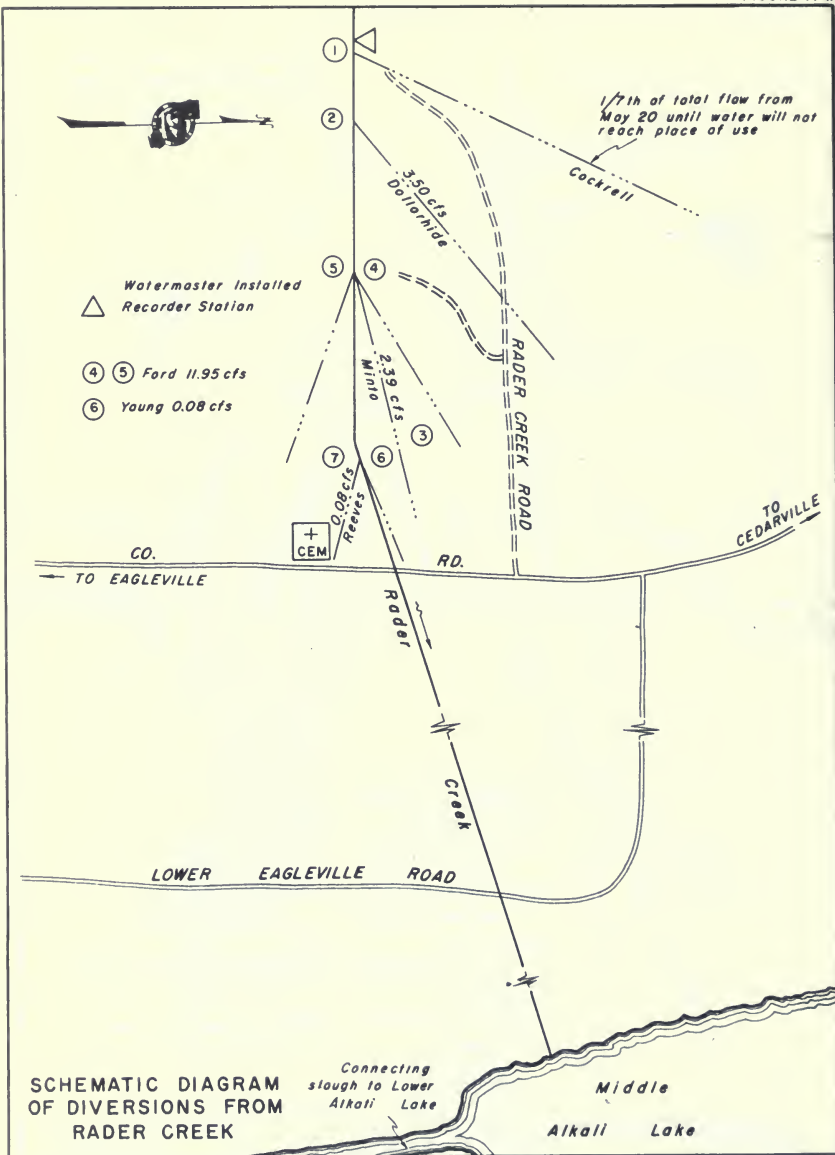 1
1/7th of total flow from
May 20 until water will not
reach place of use
Cockrell
2
3.50 cfs
Dollarhide
5 4
Watermaster Installed
Recorder Station
4 5 Ford 11.95 cfs
6 Young 0.08 cfs
2.39 cfs
Minto
3
RADER CREEK ROAD
7 6
0.08 cfs
Reeves
+
CEM
CO. RD.
TO
CEDARVILLE
TO EAGLEVILLE
Rader
Creek
LOWER EAGLEVILLE ROAD
SCHEMATIC DIAGRAM
OF DIVERSIONS FROM
RADER CREEK
Connecting
slough to Lower
Alkali Lake
Middle
Alkali Lake